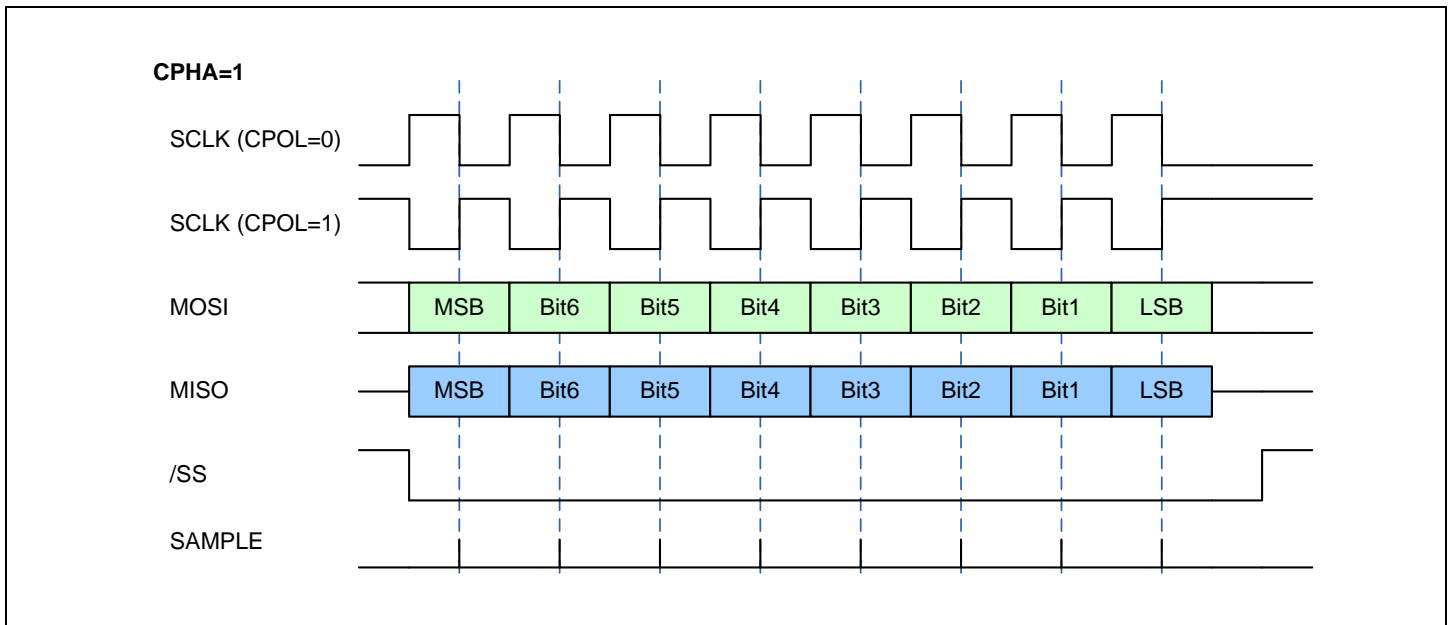 CPHA=1
SCLK (CPOL=0)
SCLK (CPOL=1)
MOSI MSB Bit6 Bit5 Bit4 Bit3 Bit2 Bit1 LSB
MISO MSB Bit6 Bit5 Bit4 Bit3 Bit2 Bit1 LSB
/SS
SAMPLE